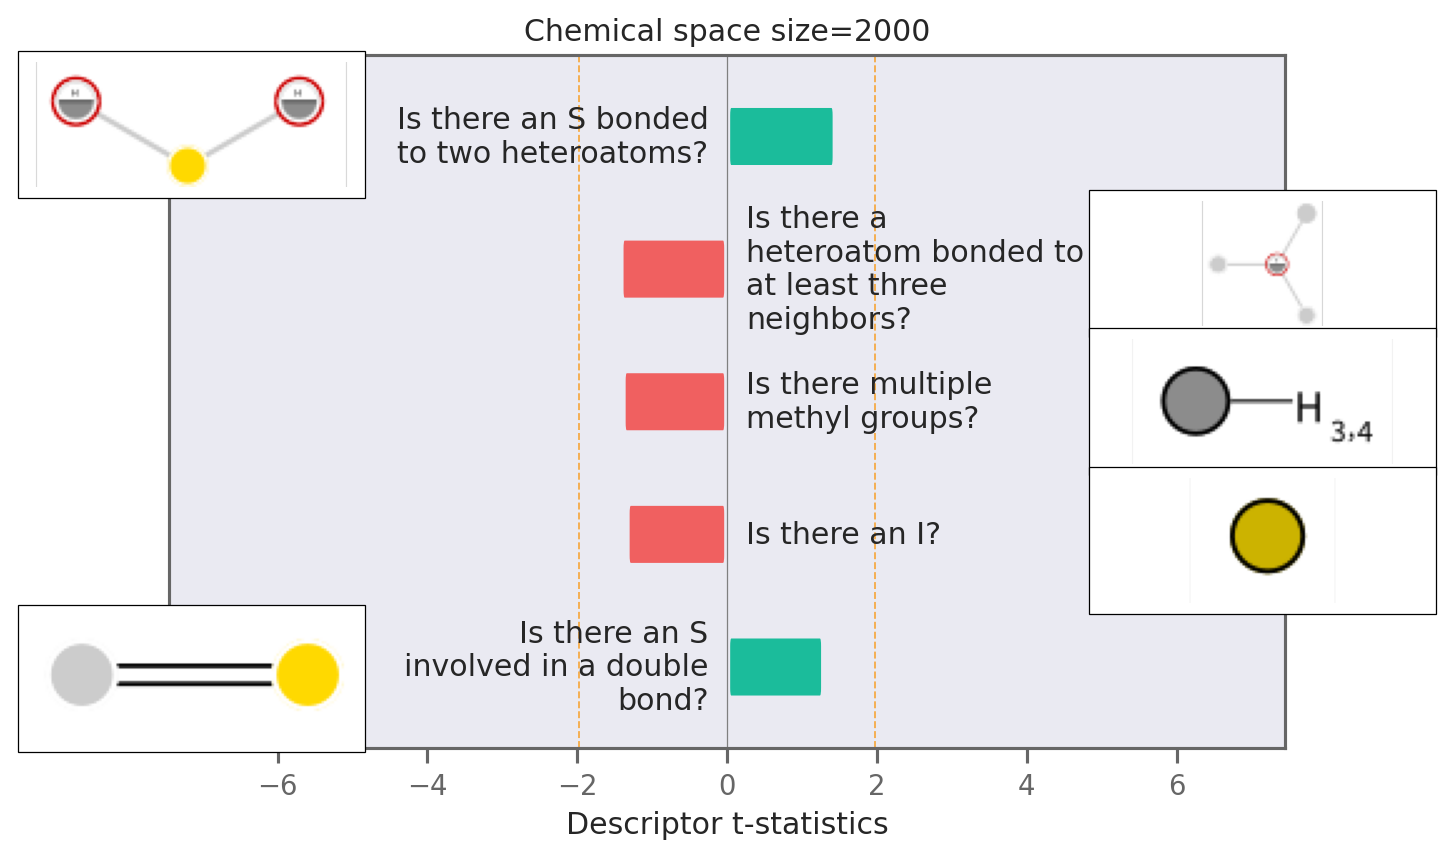 Chemical space size=2000
H
H
Is there an S bonded
to two heteroatoms?
Is there a
heteroatom bonded to
at least three
neighbors?
Is there multiple
methyl groups?
H
3,4
Is there an I?
Is there an S
involved in a double
bond?
−6 −4 −2 0 2 4 6
Descriptor t-statistics